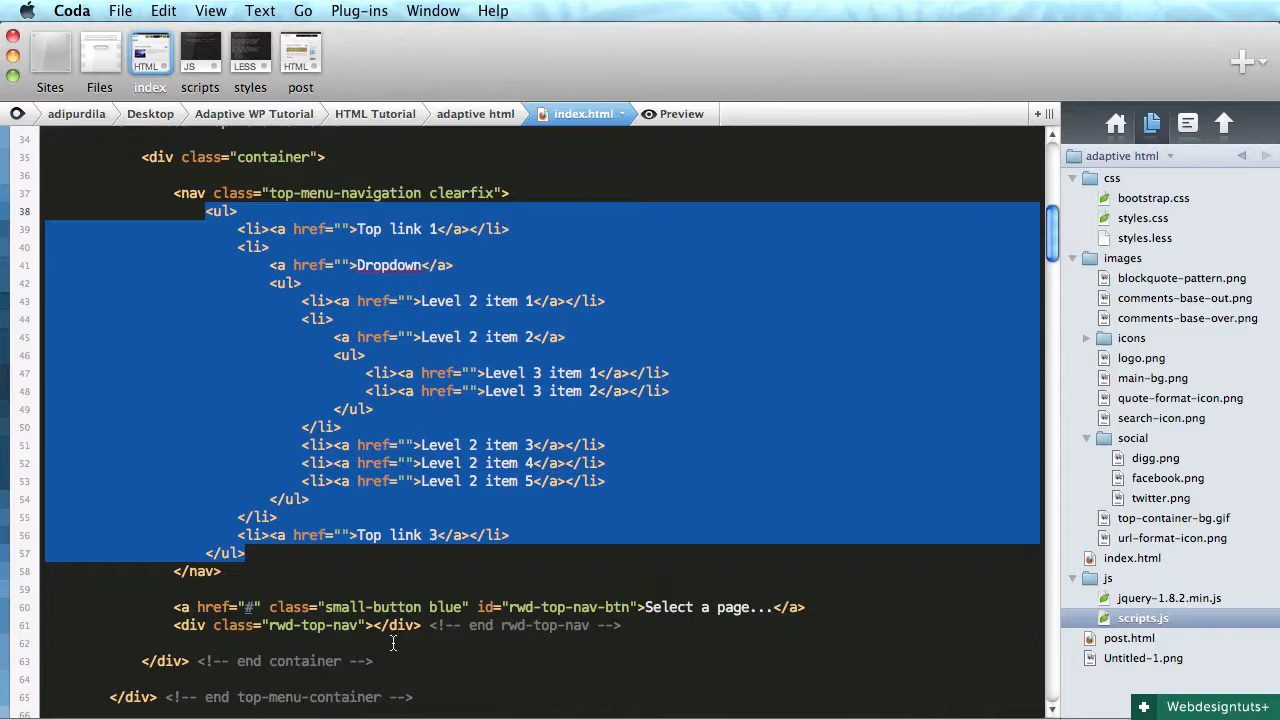 Coda File Edit View Text Go Plug-ins Window Help
HTML JS LESS HTML
Sites Files index scripts styles post
adipurdila Desktop Adaptive WP Tutorial HTML Tutorial adaptive html index.html Preview
34
35 <div class="container">
36
37 <nav class="top-menu-navigation clearfix">
38 <ul>
39 <li><a href="">Top link 1</a></li>
40 <li>
41 <a href="">Dropdown</a>
42 <ul>
43 <li><a href="">Level 2 item 1</a></li>
44 <li>
45 <a href="">Level 2 item 2</a>
46 <ul>
47 <li><a href="">Level 3 item 1</a></li>
48 <li><a href="">Level 3 item 2</a></li>
49 </ul>
50 </li>
51 <li><a href="">Level 2 item 3</a></li>
52 <li><a href="">Level 2 item 4</a></li>
53 <li><a href="">Level 2 item 5</a></li>
54 </ul>
55 </li>
56 <li><a href="">Top link 3</a></li>
57 </ul>
58 </nav>
59
60 <a href="#" class="small-button blue" id="rwd-top-nav-btn">Select a page...</a>
61 <div class="rwd-top-nav"></div> <!-- end rwd-top-nav -->
62
63 </div> <!-- end container -->
64
65 </div> <!-- end top-menu-container -->
66
adaptive html
css
bootstrap.css
styles.css
styles.less
images
blockquote-pattern.png
comments-base-out.png
comments-base-over.png
icons
logo.png
main-bg.png
quote-format-icon.png
search-icon.png
social
digg.png
facebook.png
twitter.png
top-container-bg.gif
url-format-icon.png
index.html
js
jquery-1.8.2.min.js
scripts.js
post.html
Untitled-1.png
Webdesigntuts+